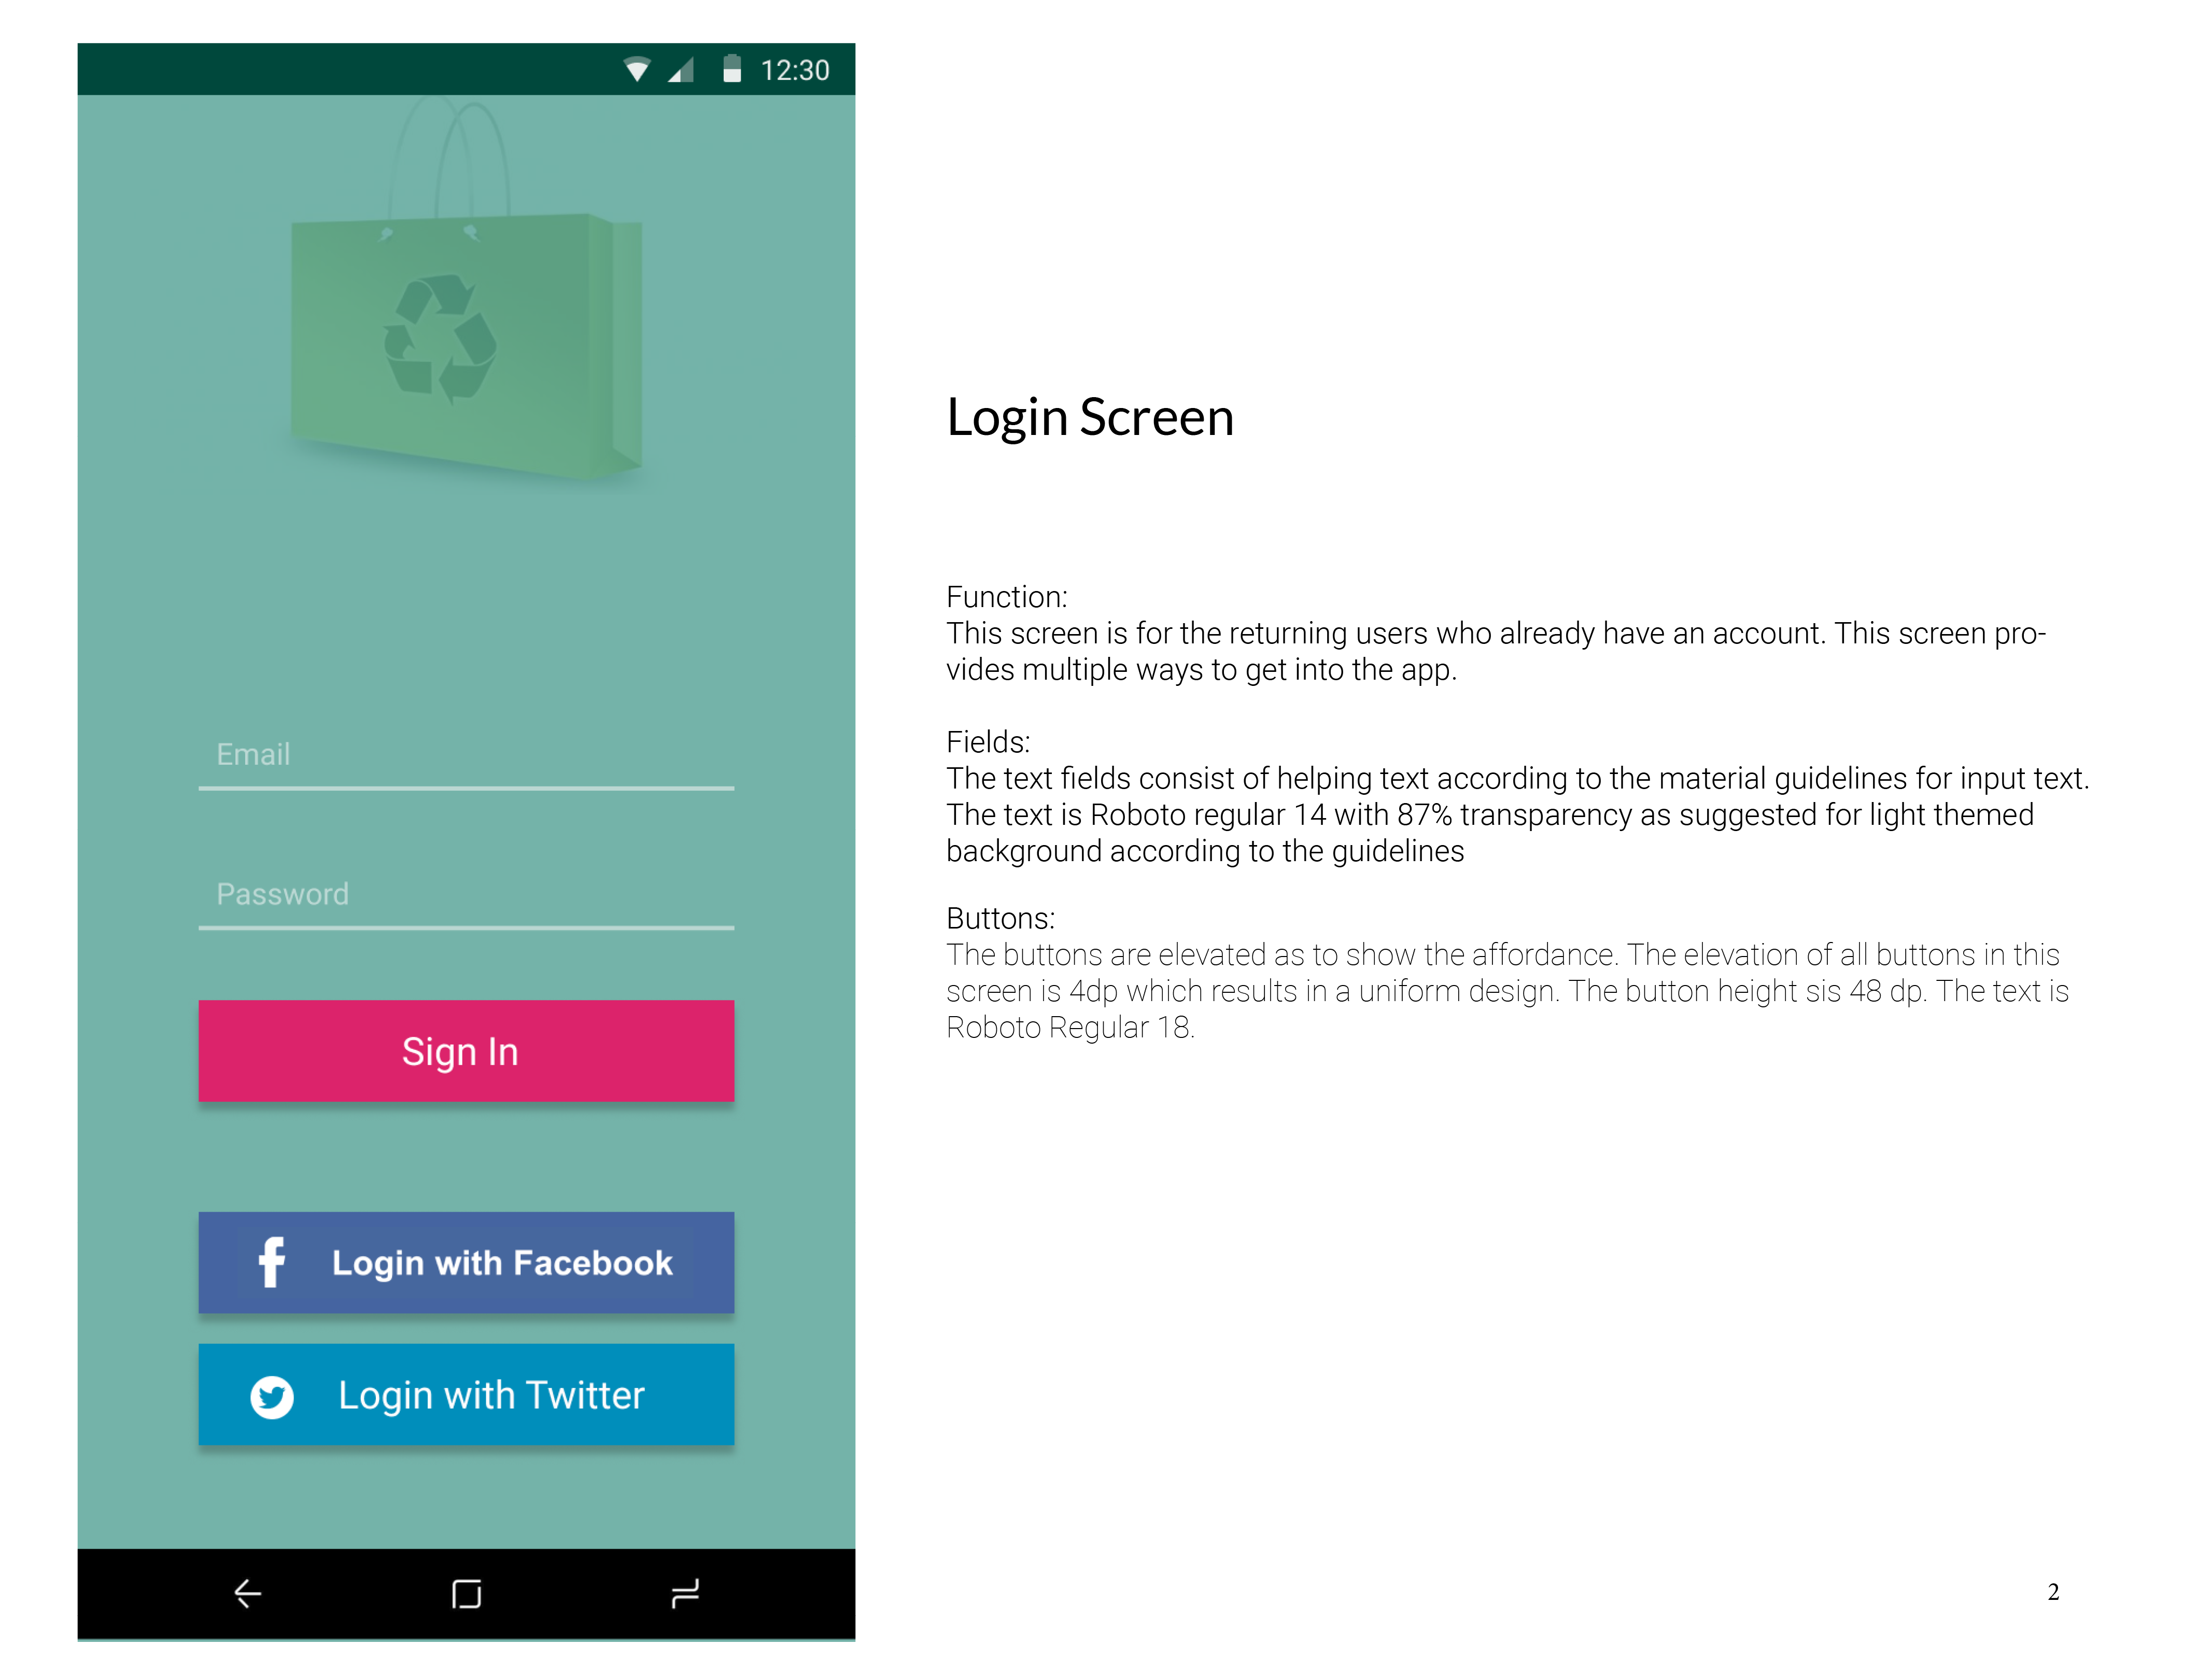 12:30
Email
Password
Sign In
Login with Facebook
Login with Twitter
Login Screen
Function:
This screen is for the returning users who already have an account. This screen pro-
vides multiple ways to get into the app.
Fields:
The text fields consist of helping text according to the material guidelines for input text.
The text is Roboto regular 14 with 87% transparency as suggested for light themed
background according to the guidelines
Buttons:
The buttons are elevated as to show the affordance. The elevation of all buttons in this
screen is 4dp which results in a uniform design. The button height sis 48 dp. The text is
Roboto Regular 18.
2